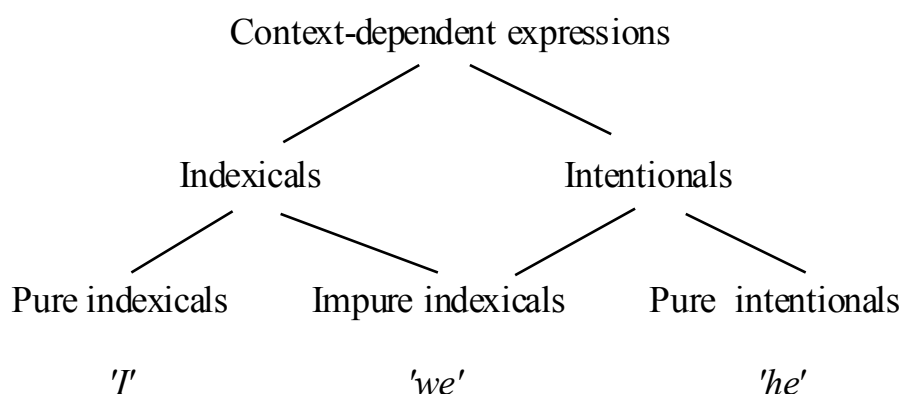 Context-dependent expressions
Indexicals Intentionals
Pure indexicals Impure indexicals Pure intentionals
'I' 'we' 'he'